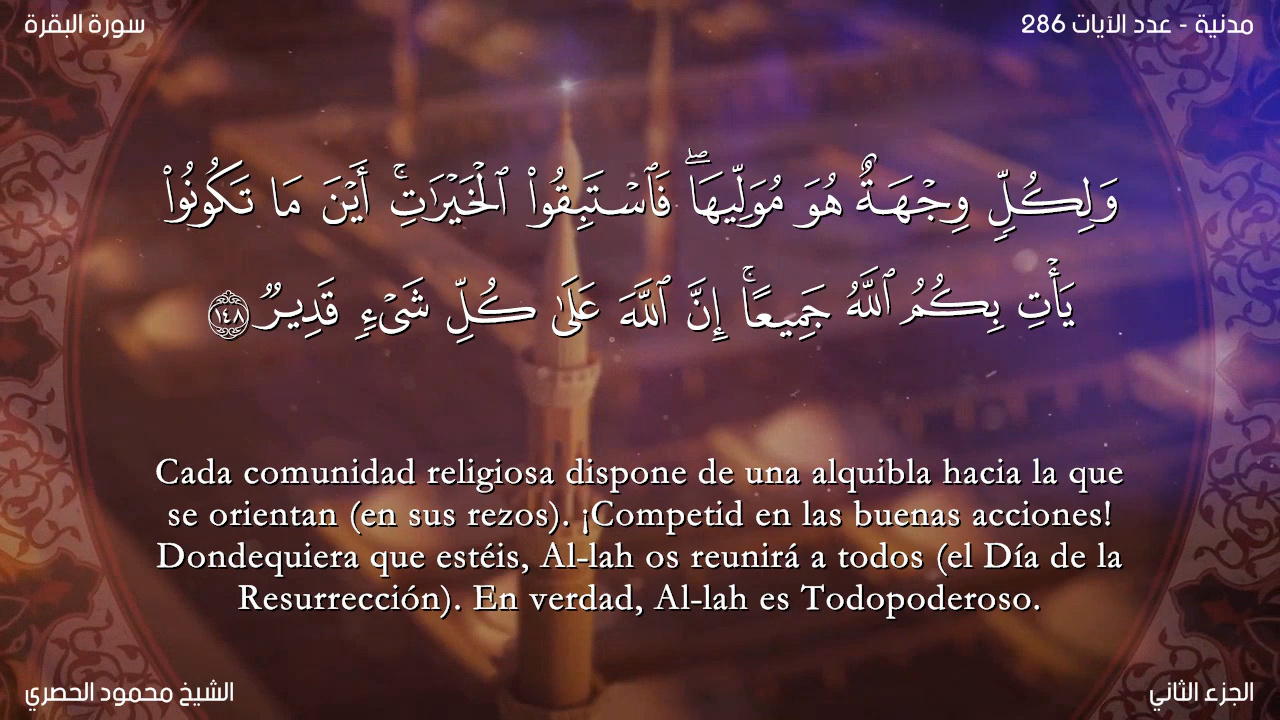 سورة البقرة
مدنية - عدد الآيات 286
وَلِكُلٍّۢ وِجْهَةٌ هُوَ مُوَلِّيهَا ۖ فَٱسْتَبِقُوا۟ ٱلْخَيْرَٰتِ ۚ أَيْنَ مَا تَكُونُوا۟
يَأْتِ بِكُمُ ٱللَّهُ جَمِيعًا ۚ إِنَّ ٱللَّهَ عَلَىٰ كُلِّ شَىْءٍۢ قَدِيرٌۭ ١٤٨
Cada comunidad religiosa dispone de una alquibla hacia la que
se orientan (en sus rezos). ¡Competid en las buenas acciones!
Dondequiera que estéis, Al-lah os reunirá a todos (el Día de la
Resurrección). En verdad, Al-lah es Todopoderoso.
الشيخ محمود الحصري
الجزء الثاني